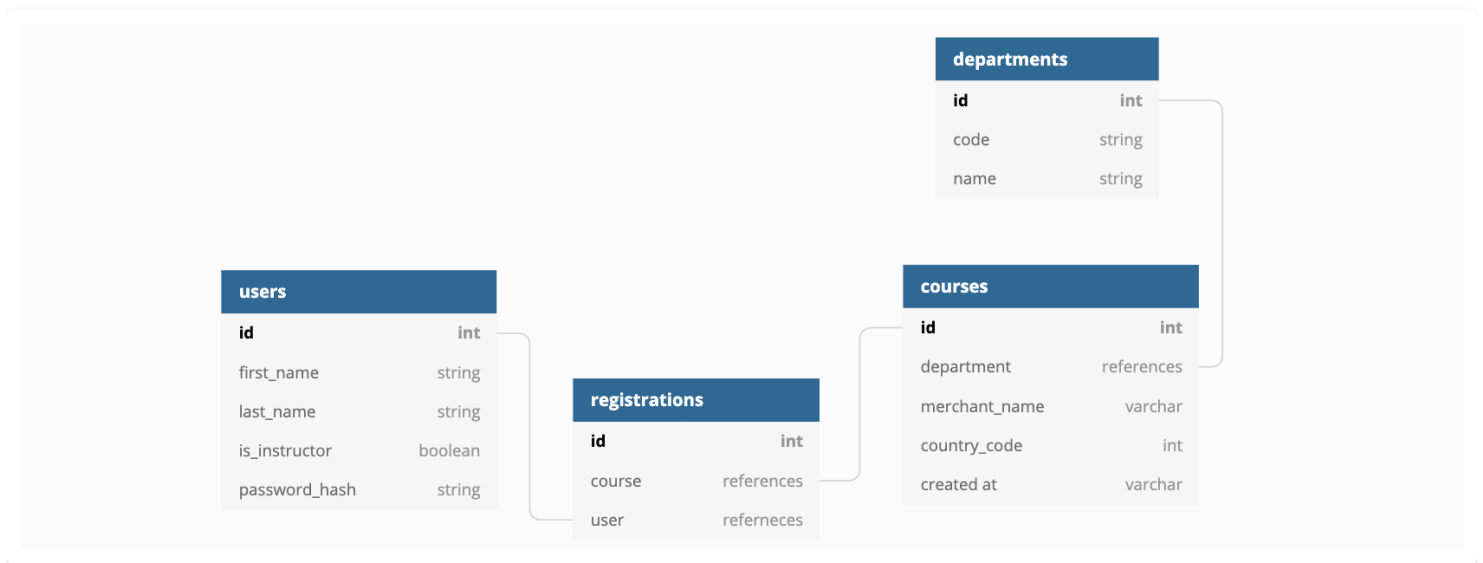 departments
id int
code string
name string
users
id int
first_name string
last_name string
is_instructor boolean
password_hash string
registrations
id int
course references
user referneces
courses
id int
department references
merchant_name varchar
country_code int
created at varchar